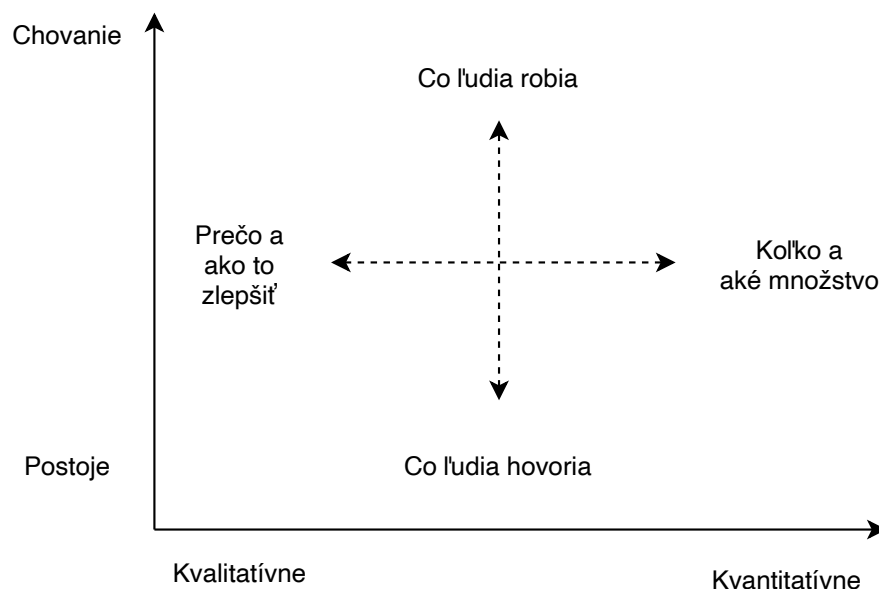 Chovanie
Co ľudia robia
Prečo a
ako to
zlepšiť
Koľko a
aké množstvo
Postoje
Co ľudia hovoria
Kvalitatívne
Kvantitatívne